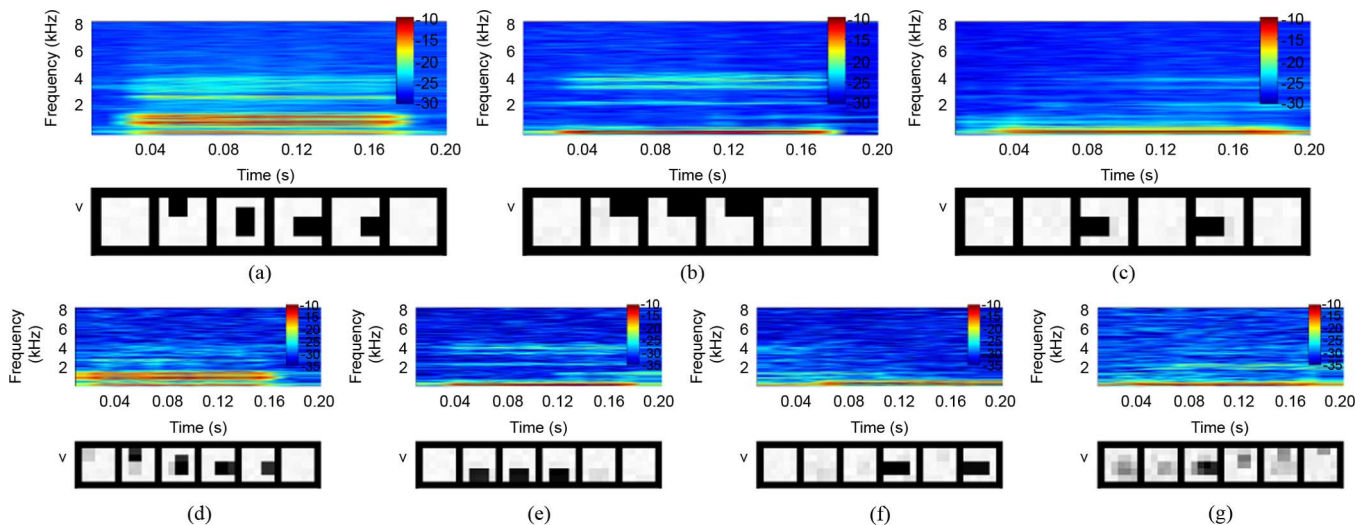 Frequency (kHz)
8
6
4
2
-10
-15
-20
-25
-30
0.04 0.08 0.12 0.16 0.20
Time (s)
v
(a)
Frequency (kHz)
8
6
4
2
-10
-15
-20
-25
-30
0.04 0.08 0.12 0.16 0.20
Time (s)
v
(b)
Frequency (kHz)
8
6
4
2
-10
-15
-20
-25
-30
0.04 0.08 0.12 0.16 0.20
Time (s)
v
(c)
Frequency
(kHz)
8
6
4
2
-10
-15
-20
-25
-30
-35
0.04 0.08 0.12 0.16 0.20
Time (s)
v
(d)
Frequency
(kHz)
8
6
4
2
-10
-15
-20
-25
-30
-35
0.04 0.08 0.12 0.16 0.20
Time (s)
v
(e)
Frequency
(kHz)
8
6
4
2
-10
-15
-20
-25
-30
-35
0.04 0.08 0.12 0.16 0.20
Time (s)
v
(f)
Frequency
(kHz)
8
6
4
2
-10
-15
-20
-25
-30
-35
0.04 0.08 0.12 0.16 0.20
Time (s)
v
(g)